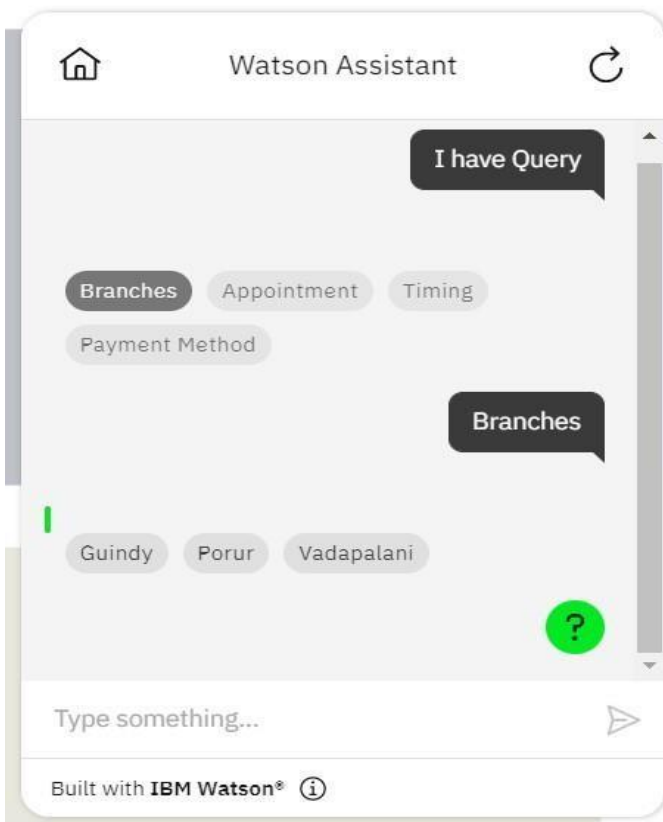 Watson Assistant
I have Query
Branches Appointment Timing
Payment Method
Branches
Guindy Porur Vadapalani
?
Type something...
Built with IBM Watson®